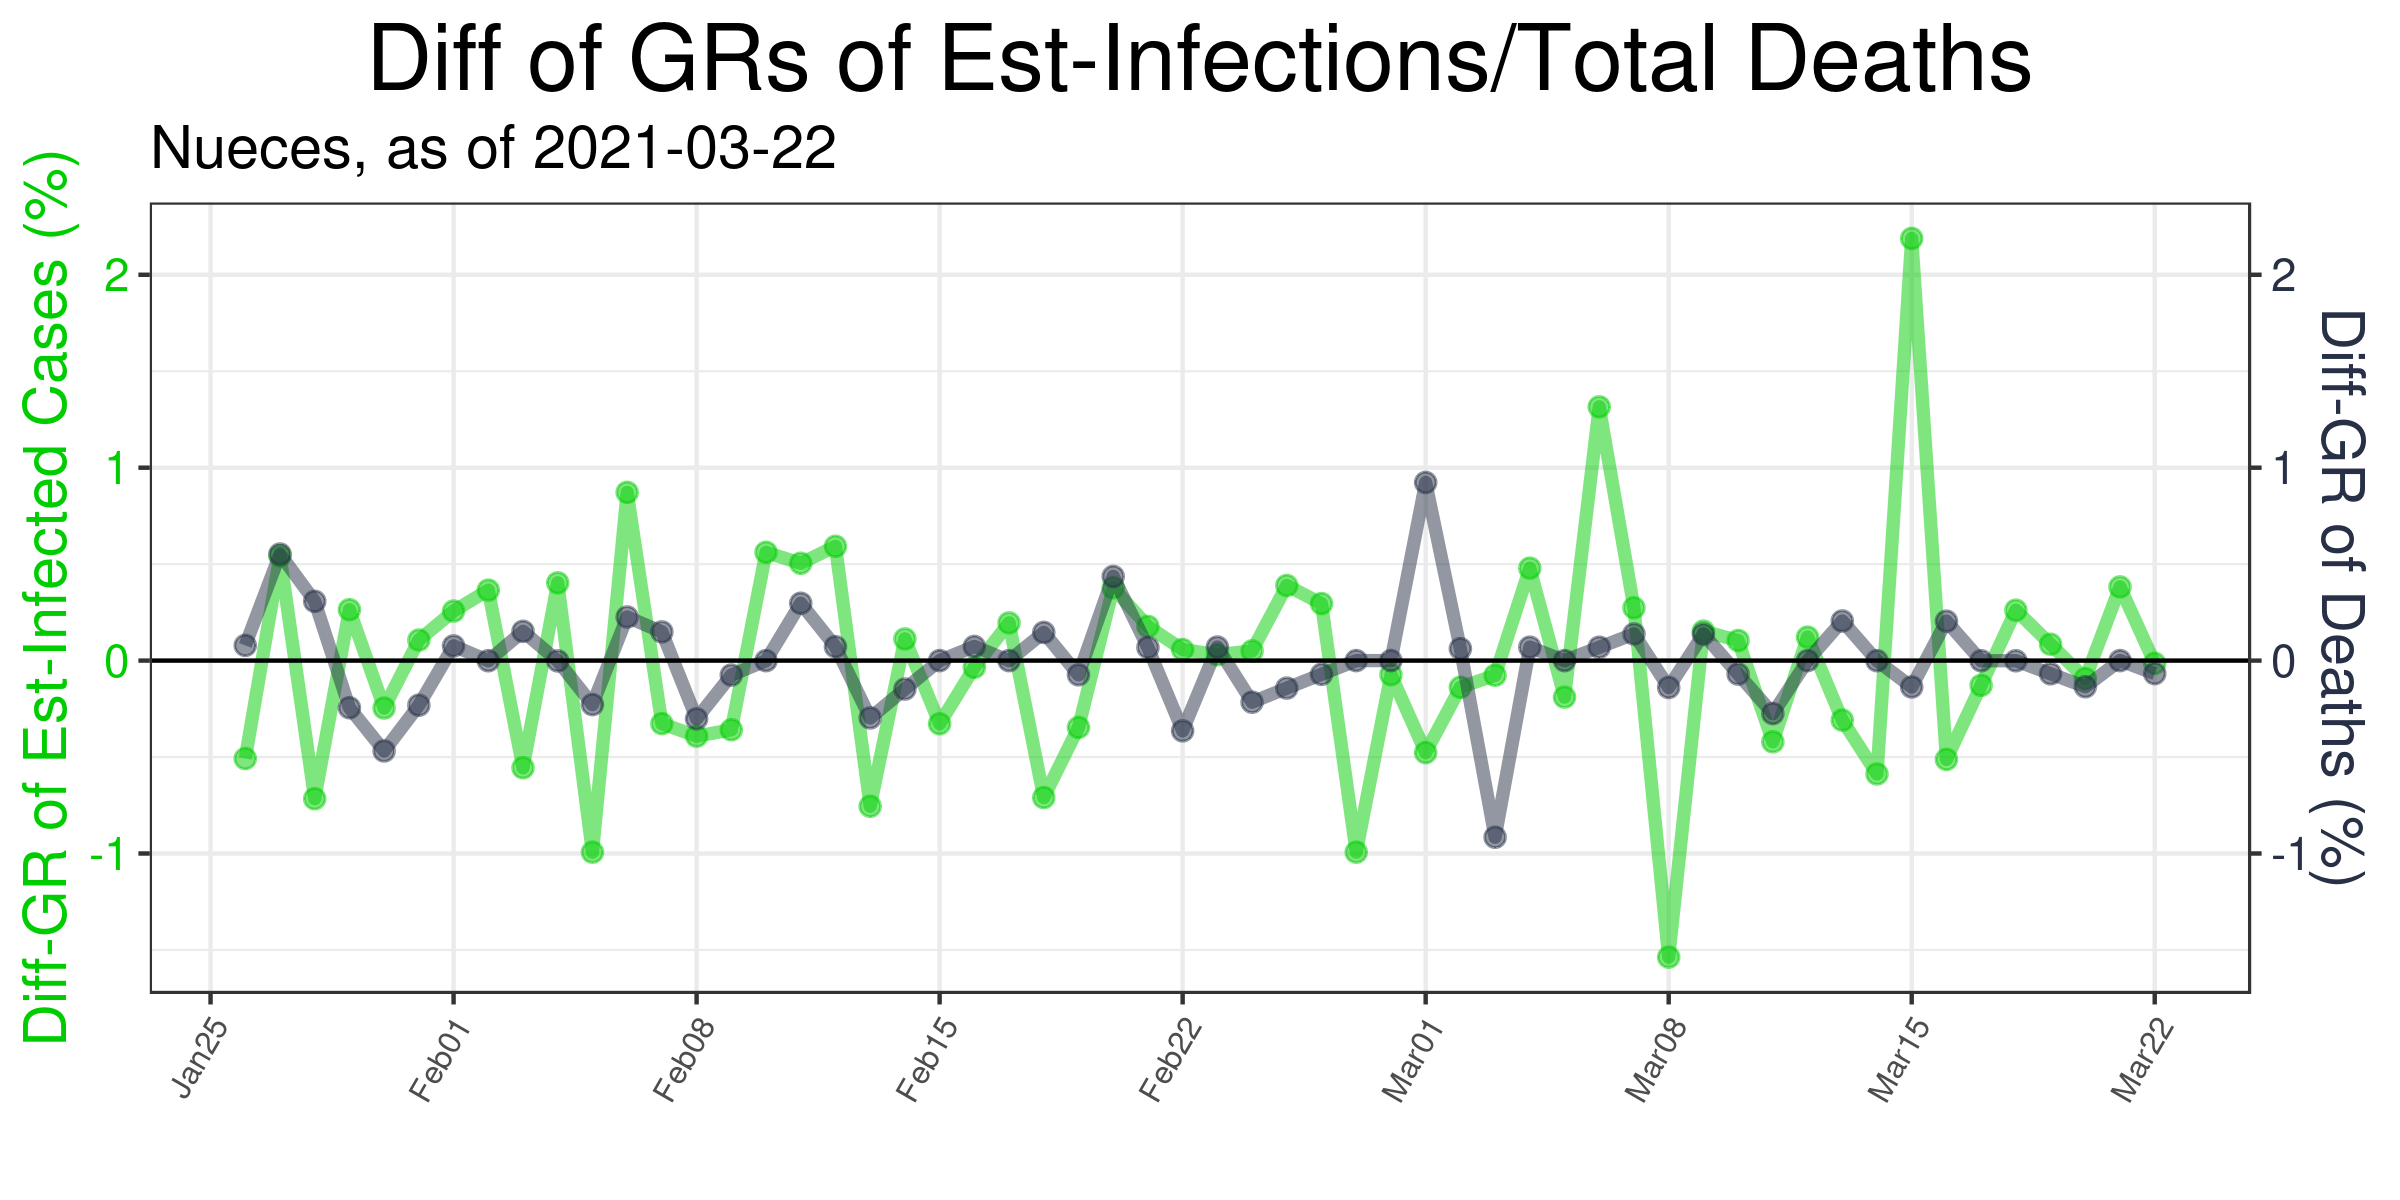 Diff of GRs of Est-Infections/Total Deaths
Nueces, as of 2021-03-22
Diff-GR of Est-Infected Cases (%)
2
1
0
-1
2
1
0
-1
Diff-GR of Deaths (%)
Jan25
Feb01
Feb08
Feb15
Feb22
Mar01
Mar08
Mar15
Mar22